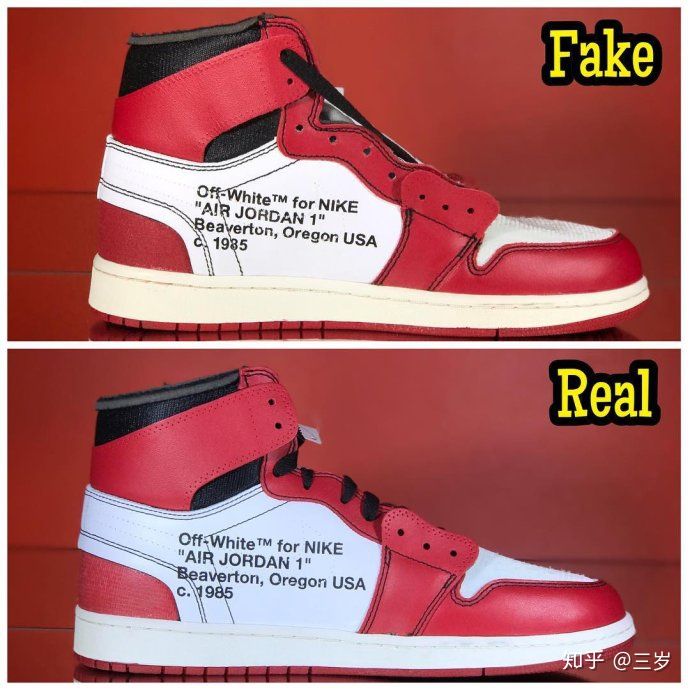 Fake
Off-White™ for NIKE
"AIR JORDAN 1"
Beaverton, Oregon USA
c. 1985
Real
Off-White™ for NIKE
"AIR JORDAN 1"
Beaverton, Oregon USA
c. 1985
知乎 @三岁